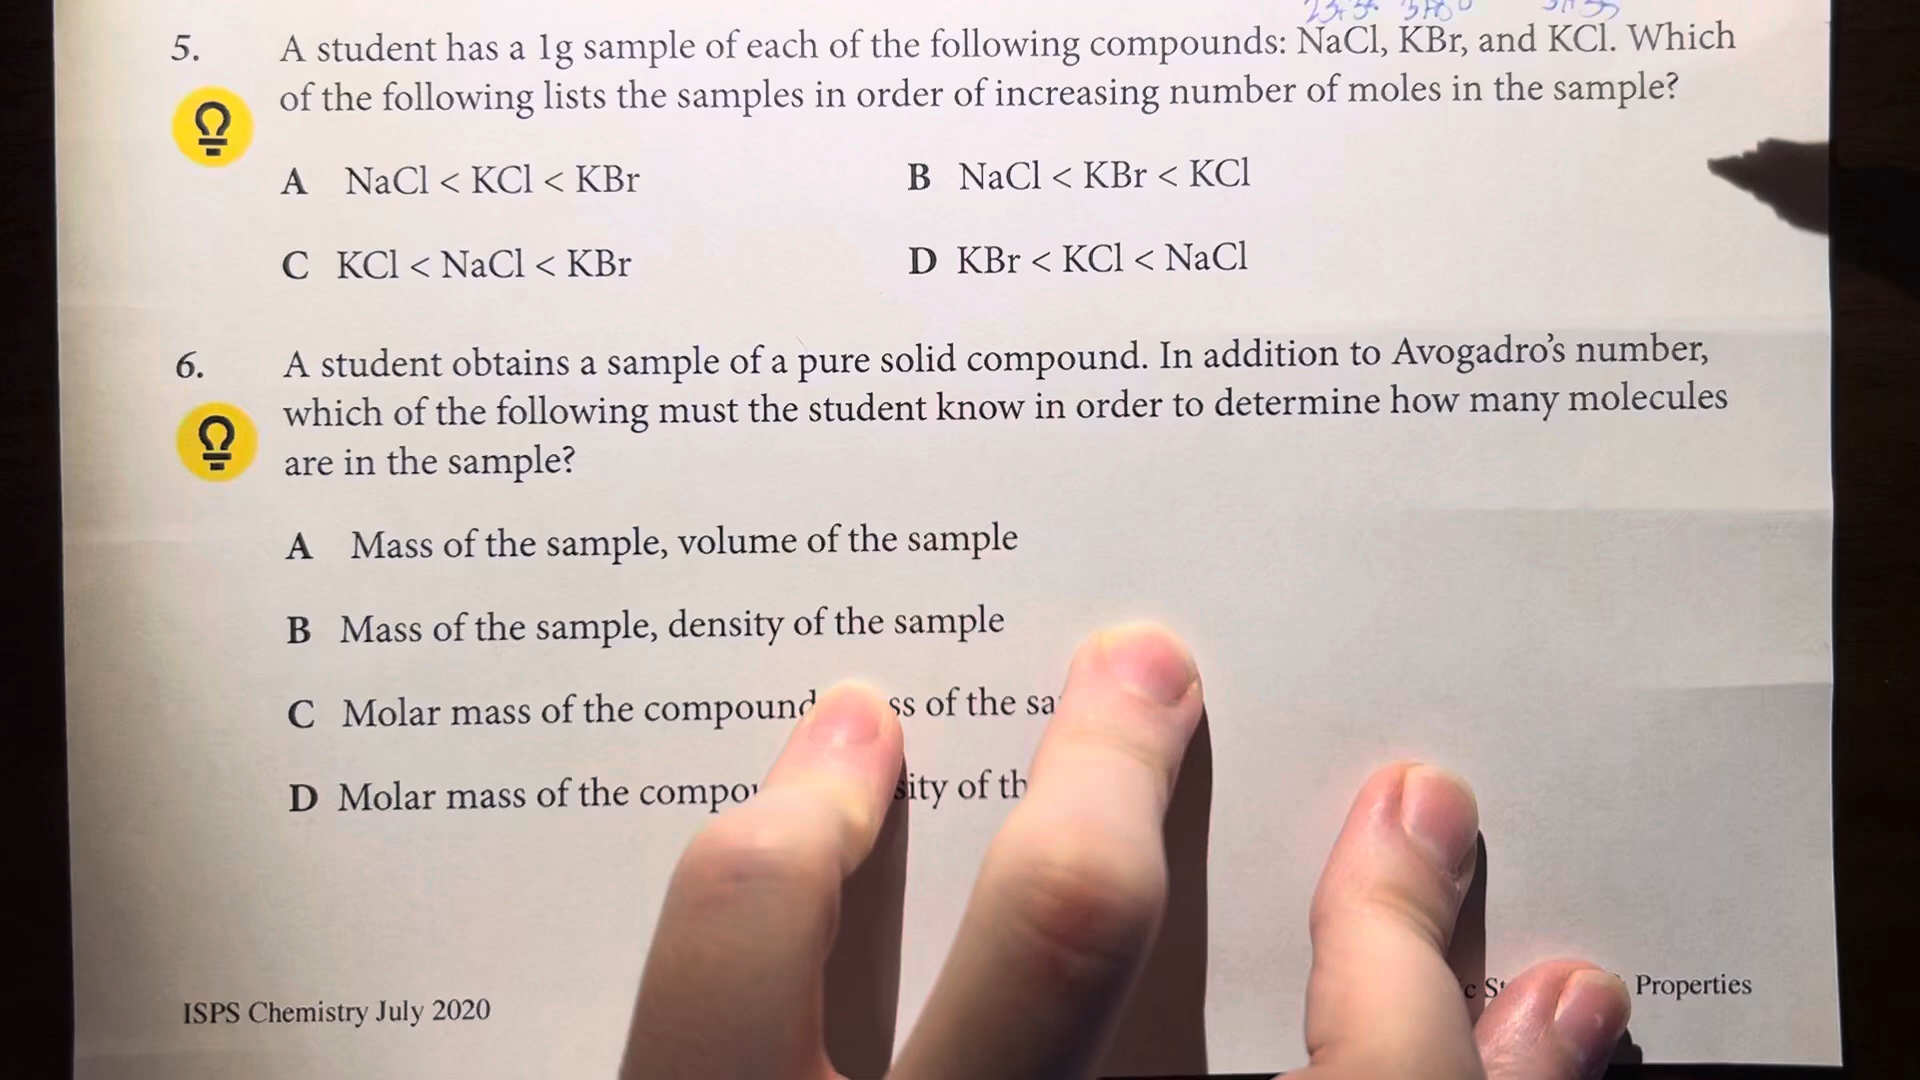 5. A student has a 1g sample of each of the following compounds: NaCl, KBr, and KCl. Which
of the following lists the samples in order of increasing number of moles in the sample?
A NaCl < KCl < KBr
B NaCl < KBr < KCl
C KCl < NaCl < KBr
D KBr < KCl < NaCl
6. A student obtains a sample of a pure solid compound. In addition to Avogadro's number,
which of the following must the student know in order to determine how many molecules
are in the sample?
A Mass of the sample, volume of the sample
B Mass of the sample, density of the sample
C Molar mass of the compound of the
D Molar mass of the of
ISPS Chemistry July 2020
Properties